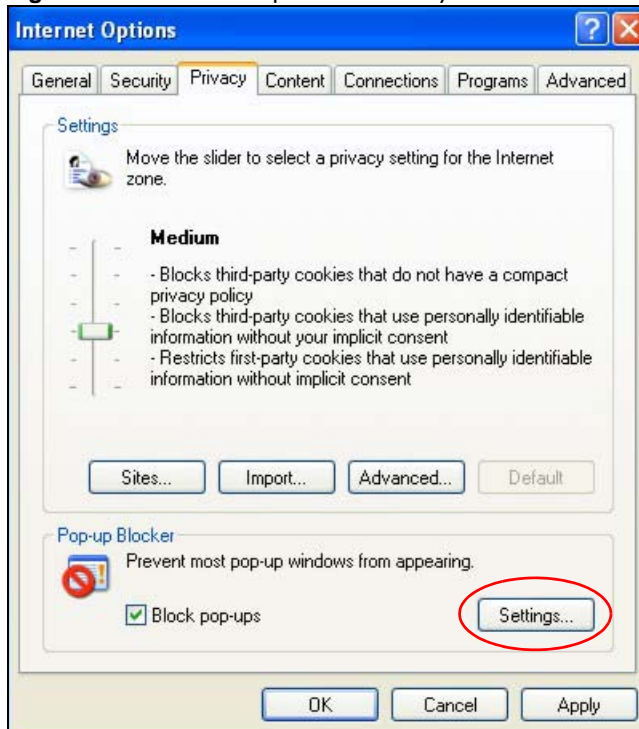 Internet Options
General Security Privacy Content Connections Programs Advanced
Settings
Move the slider to select a privacy setting for the Internet
zone.
Medium
- Blocks third-party cookies that do not have a compact
privacy policy
- Blocks third-party cookies that use personally identifiable
information without your implicit consent
- Restricts first-party cookies that use personally identifiable
information without implicit consent
Sites... Import... Advanced... Default
Pop-up Blocker
Prevent most pop-up windows from appearing.
Block pop-ups Settings...
OK Cancel Apply